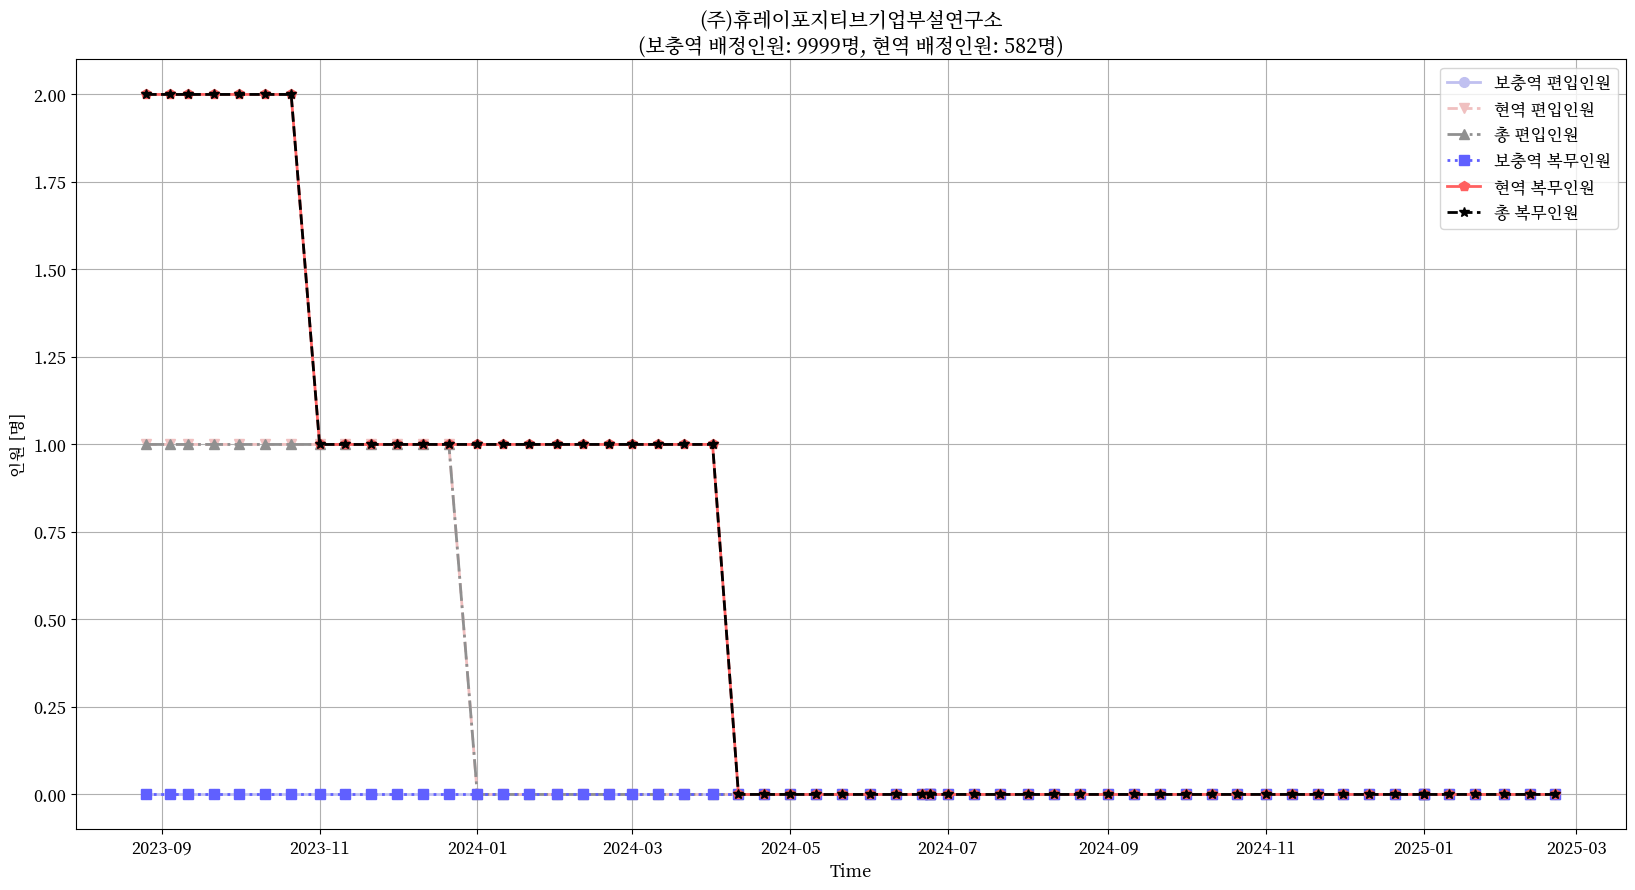 (주)휴레이포지티브기업부설연구소
(보충역 배정인원: 9999명, 현역 배정인원: 582명)
보충역 편입인원
현역 편입인원
총 편입인원
보충역 복무인원
현역 복무인원
총 복무인원
2.00
1.75
1.50
1.25
1.00
0.75
0.50
0.25
0.00
인원 [명]
2023-09 2023-11 2024-01 2024-03 2024-05 2024-07 2024-09 2024-11 2025-01 2025-03
Time